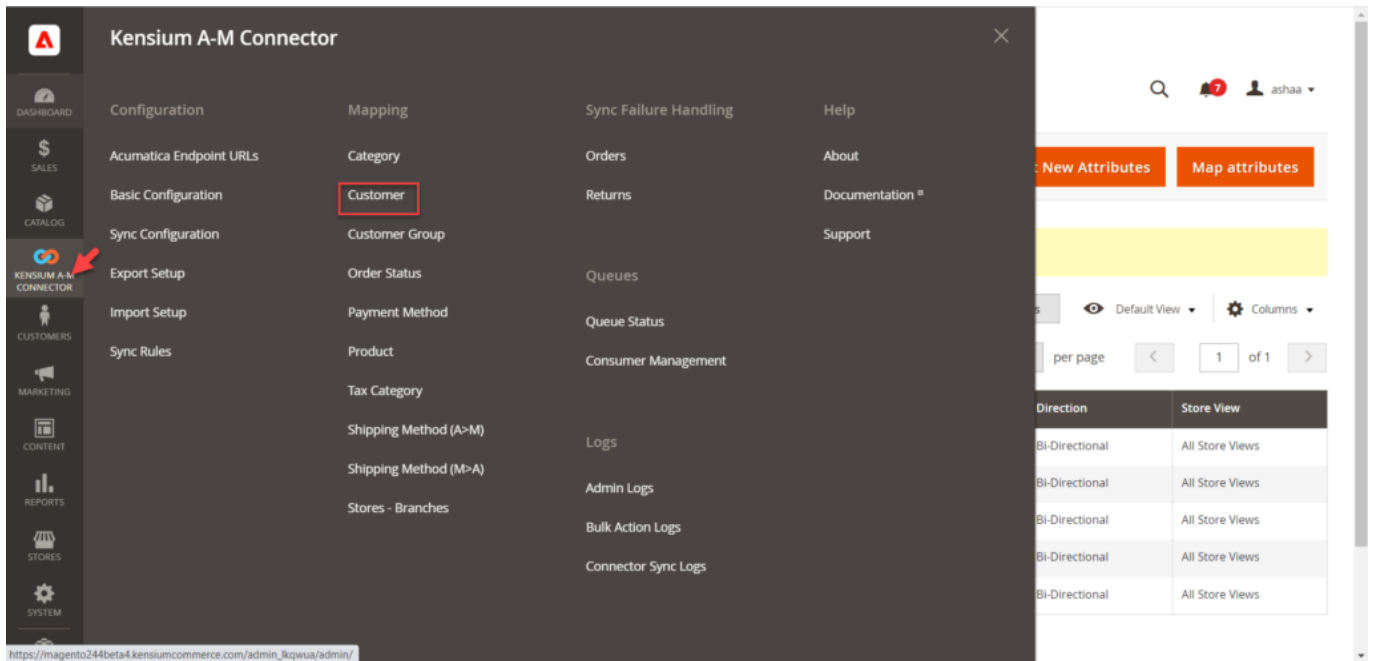 Kensium A-M Connector
DASHBOARD
SALES
CATALOG
KENSIUM A-M
CONNECTOR
CUSTOMERS
MARKETING
CONTENT
REPORTS
STORES
SYSTEM
Configuration
Acumatica Endpoint URLs
Basic Configuration
Sync Configuration
Export Setup
Import Setup
Sync Rules
Mapping
Category
Customer
Customer Group
Order Status
Payment Method
Product
Tax Category
Shipping Method (A>M)
Shipping Method (M>A)
Stores - Branches
Sync Failure Handling
Orders
Returns
Queues
Queue Status
Consumer Management
Logs
Admin Logs
Bulk Action Logs
Connector Sync Logs
Help
About
Documentation
Support
7 ashaa
New Attributes Map attributes
Default View Columns
per page 1 of 1
Direction Store View
Bi-Directional All Store Views
Bi-Directional All Store Views
Bi-Directional All Store Views
Bi-Directional All Store Views
Bi-Directional All Store Views
https://magento244beta4.kensiumcommerce.com/admin_lkqwua/admin/